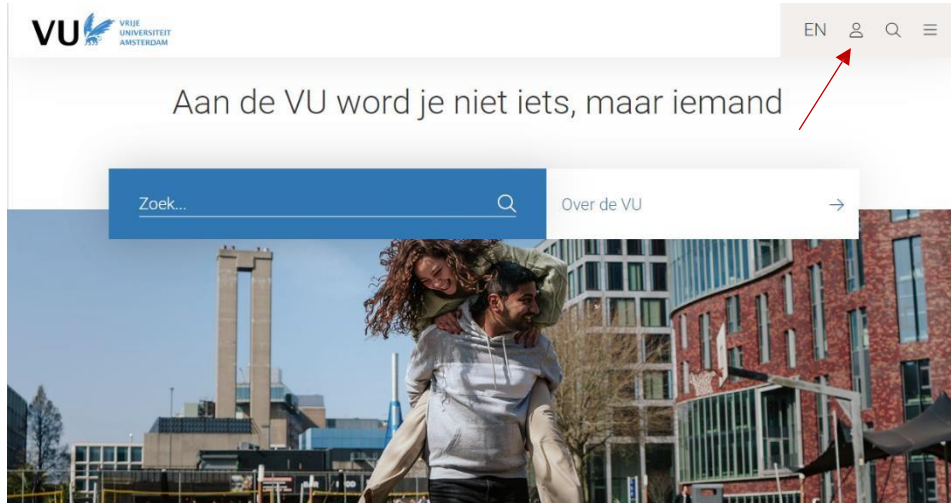 VU VRIJE
UNIVERSITEIT
AMSTERDAM
EN
Aan de VU word je niet iets, maar iemand
Zoek...
Over de VU